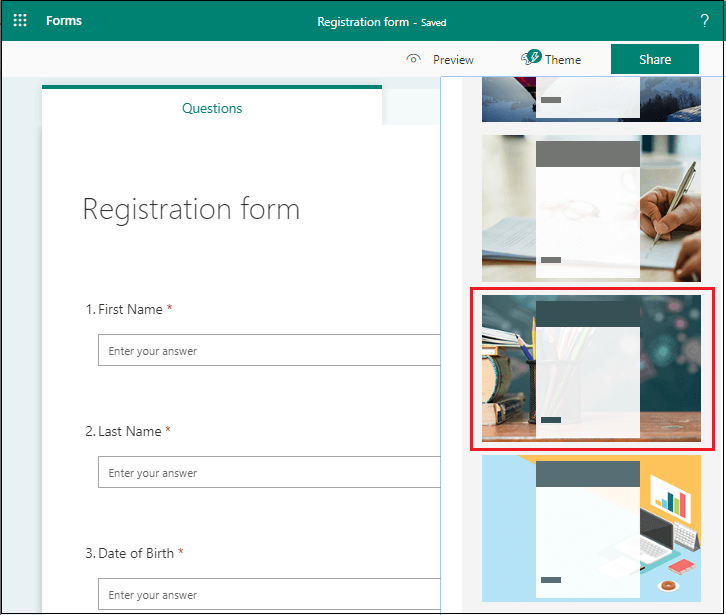 Forms
Registration form - Saved
?
Preview
Theme
Share
Questions
Registration form
1. First Name *
Enter your answer
2. Last Name *
Enter your answer
3. Date of Birth *
Enter your answer